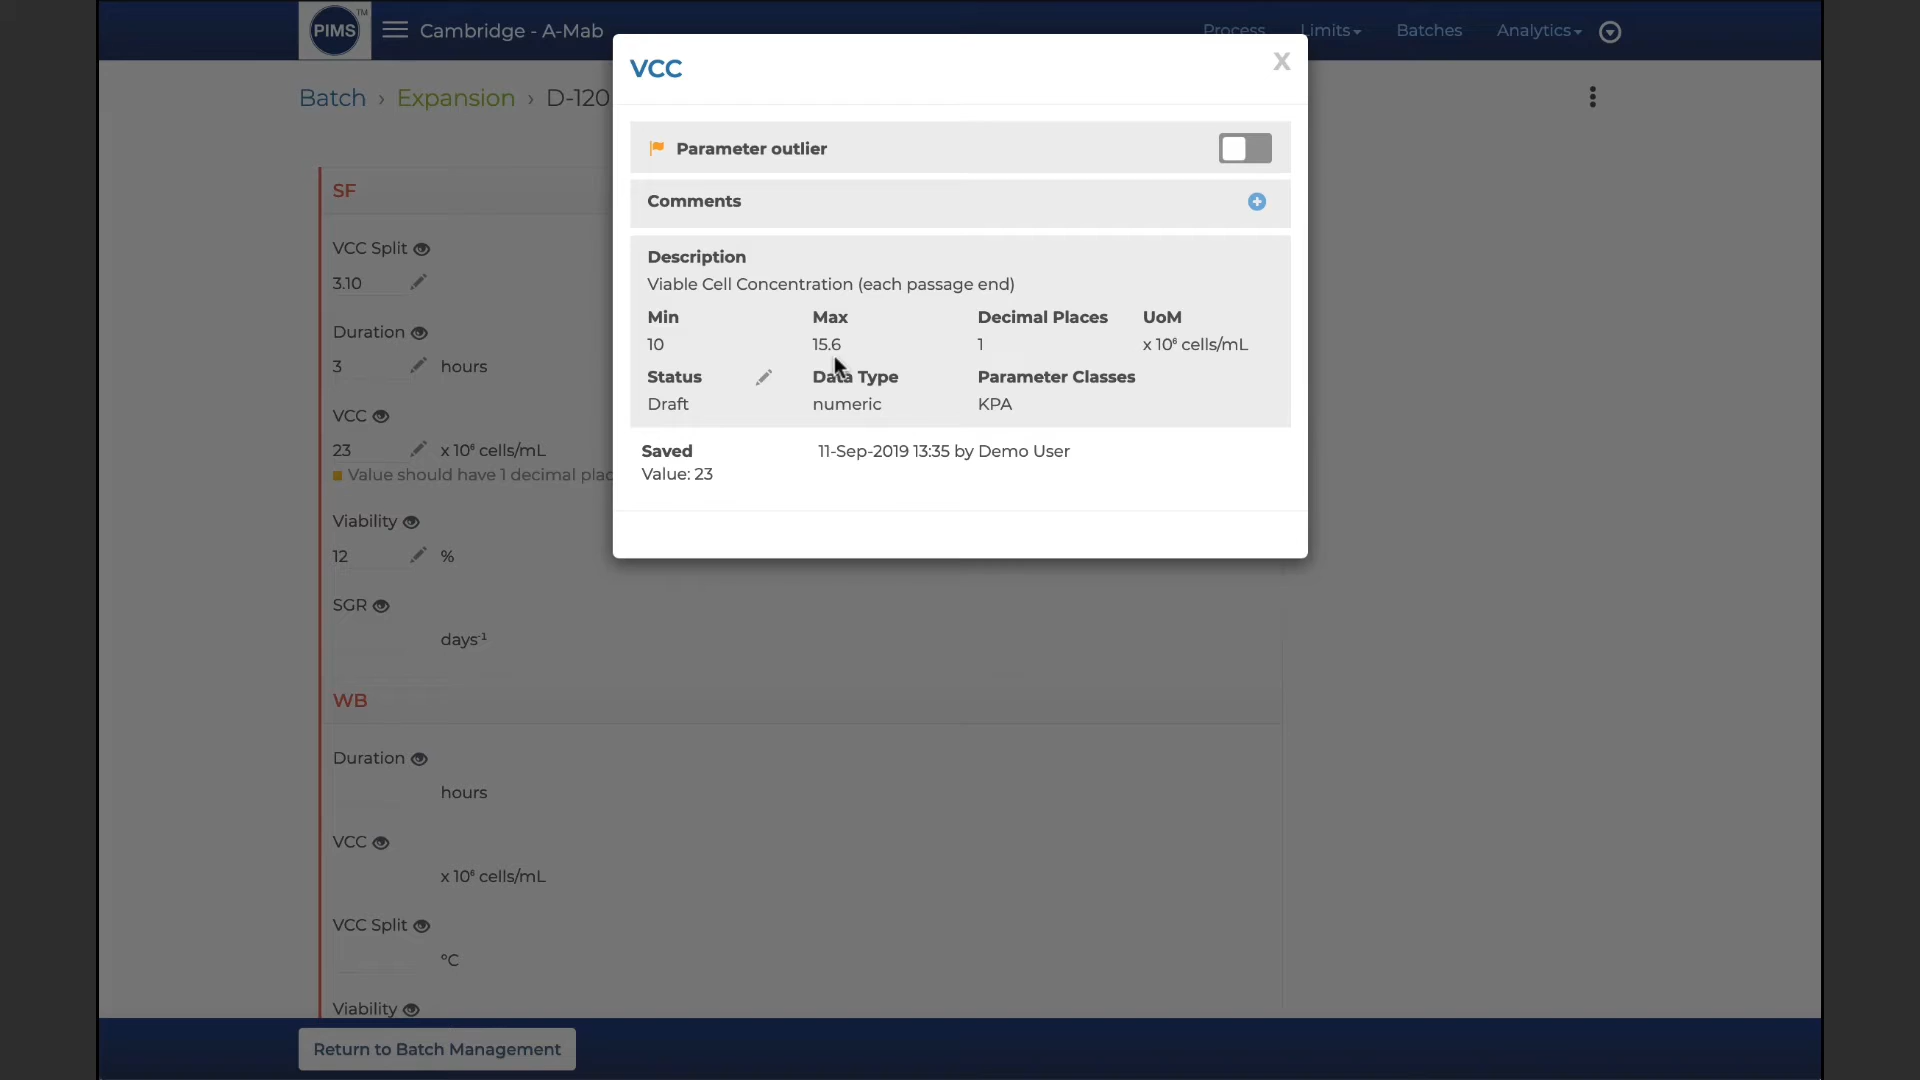 PIMS TM
Cambridge - A-Mab
Process Limits Batches Analytics
Batch › Expansion › D-120
VCC X
Parameter outlier
Comments
Description
Viable Cell Concentration (each passage end)
Min Max Decimal Places UoM
10 15.6 1 x 10⁶ cells/mL
Status Data Type Parameter Classes
Draft numeric KPA
Saved 11-Sep-2019 13:35 by Demo User
Value: 23
SF
VCC Split
3.10
Duration
3 hours
VCC
23 x 10⁶ cells/mL
Value should have 1 decimal plac
Viability
12 %
SGR
days⁻¹
WB
Duration
hours
VCC
x 10⁶ cells/mL
VCC Split
°C
Viability
Return to Batch Management